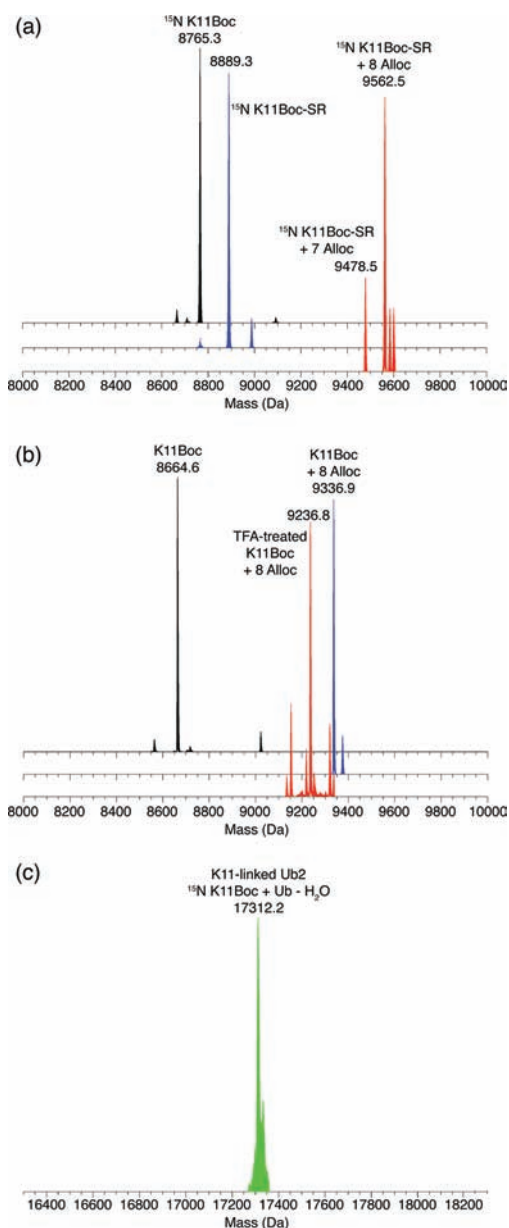 (a)
¹⁵N K11Boc
8765.3
8889.3
¹⁵N K11Boc-SR
¹⁵N K11Boc-SR
+ 8 Alloc
9562.5
¹⁵N K11Boc-SR
+ 7 Alloc
9478.5
8000 8200 8400 8600 8800 9000 9200 9400 9600 9800 10000
Mass (Da)
(b)
K11Boc
8664.6
K11Boc
+ 8 Alloc
9336.9
9236.8
TFA-treated
K11Boc
+ 8 Alloc
8000 8200 8400 8600 8800 9000 9200 9400 9600 9800 10000
Mass (Da)
(c)
K11-linked Ub2
¹⁵N K11Boc + Ub - H₂O
17312.2
16400 16600 16800 17000 17200 17400 17600 17800 18000 18200
Mass (Da)